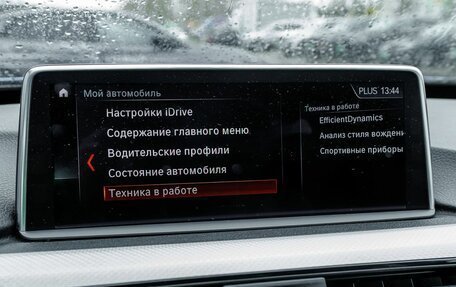 Мой автомобиль
PLUS 13:44
Настройки iDrive
Содержание главного меню
Водительские профили
Состояние автомобиля
Техника в работе
Техника в работе
EfficientDynamics
Анализ стиля вожден
Спортивные приборы